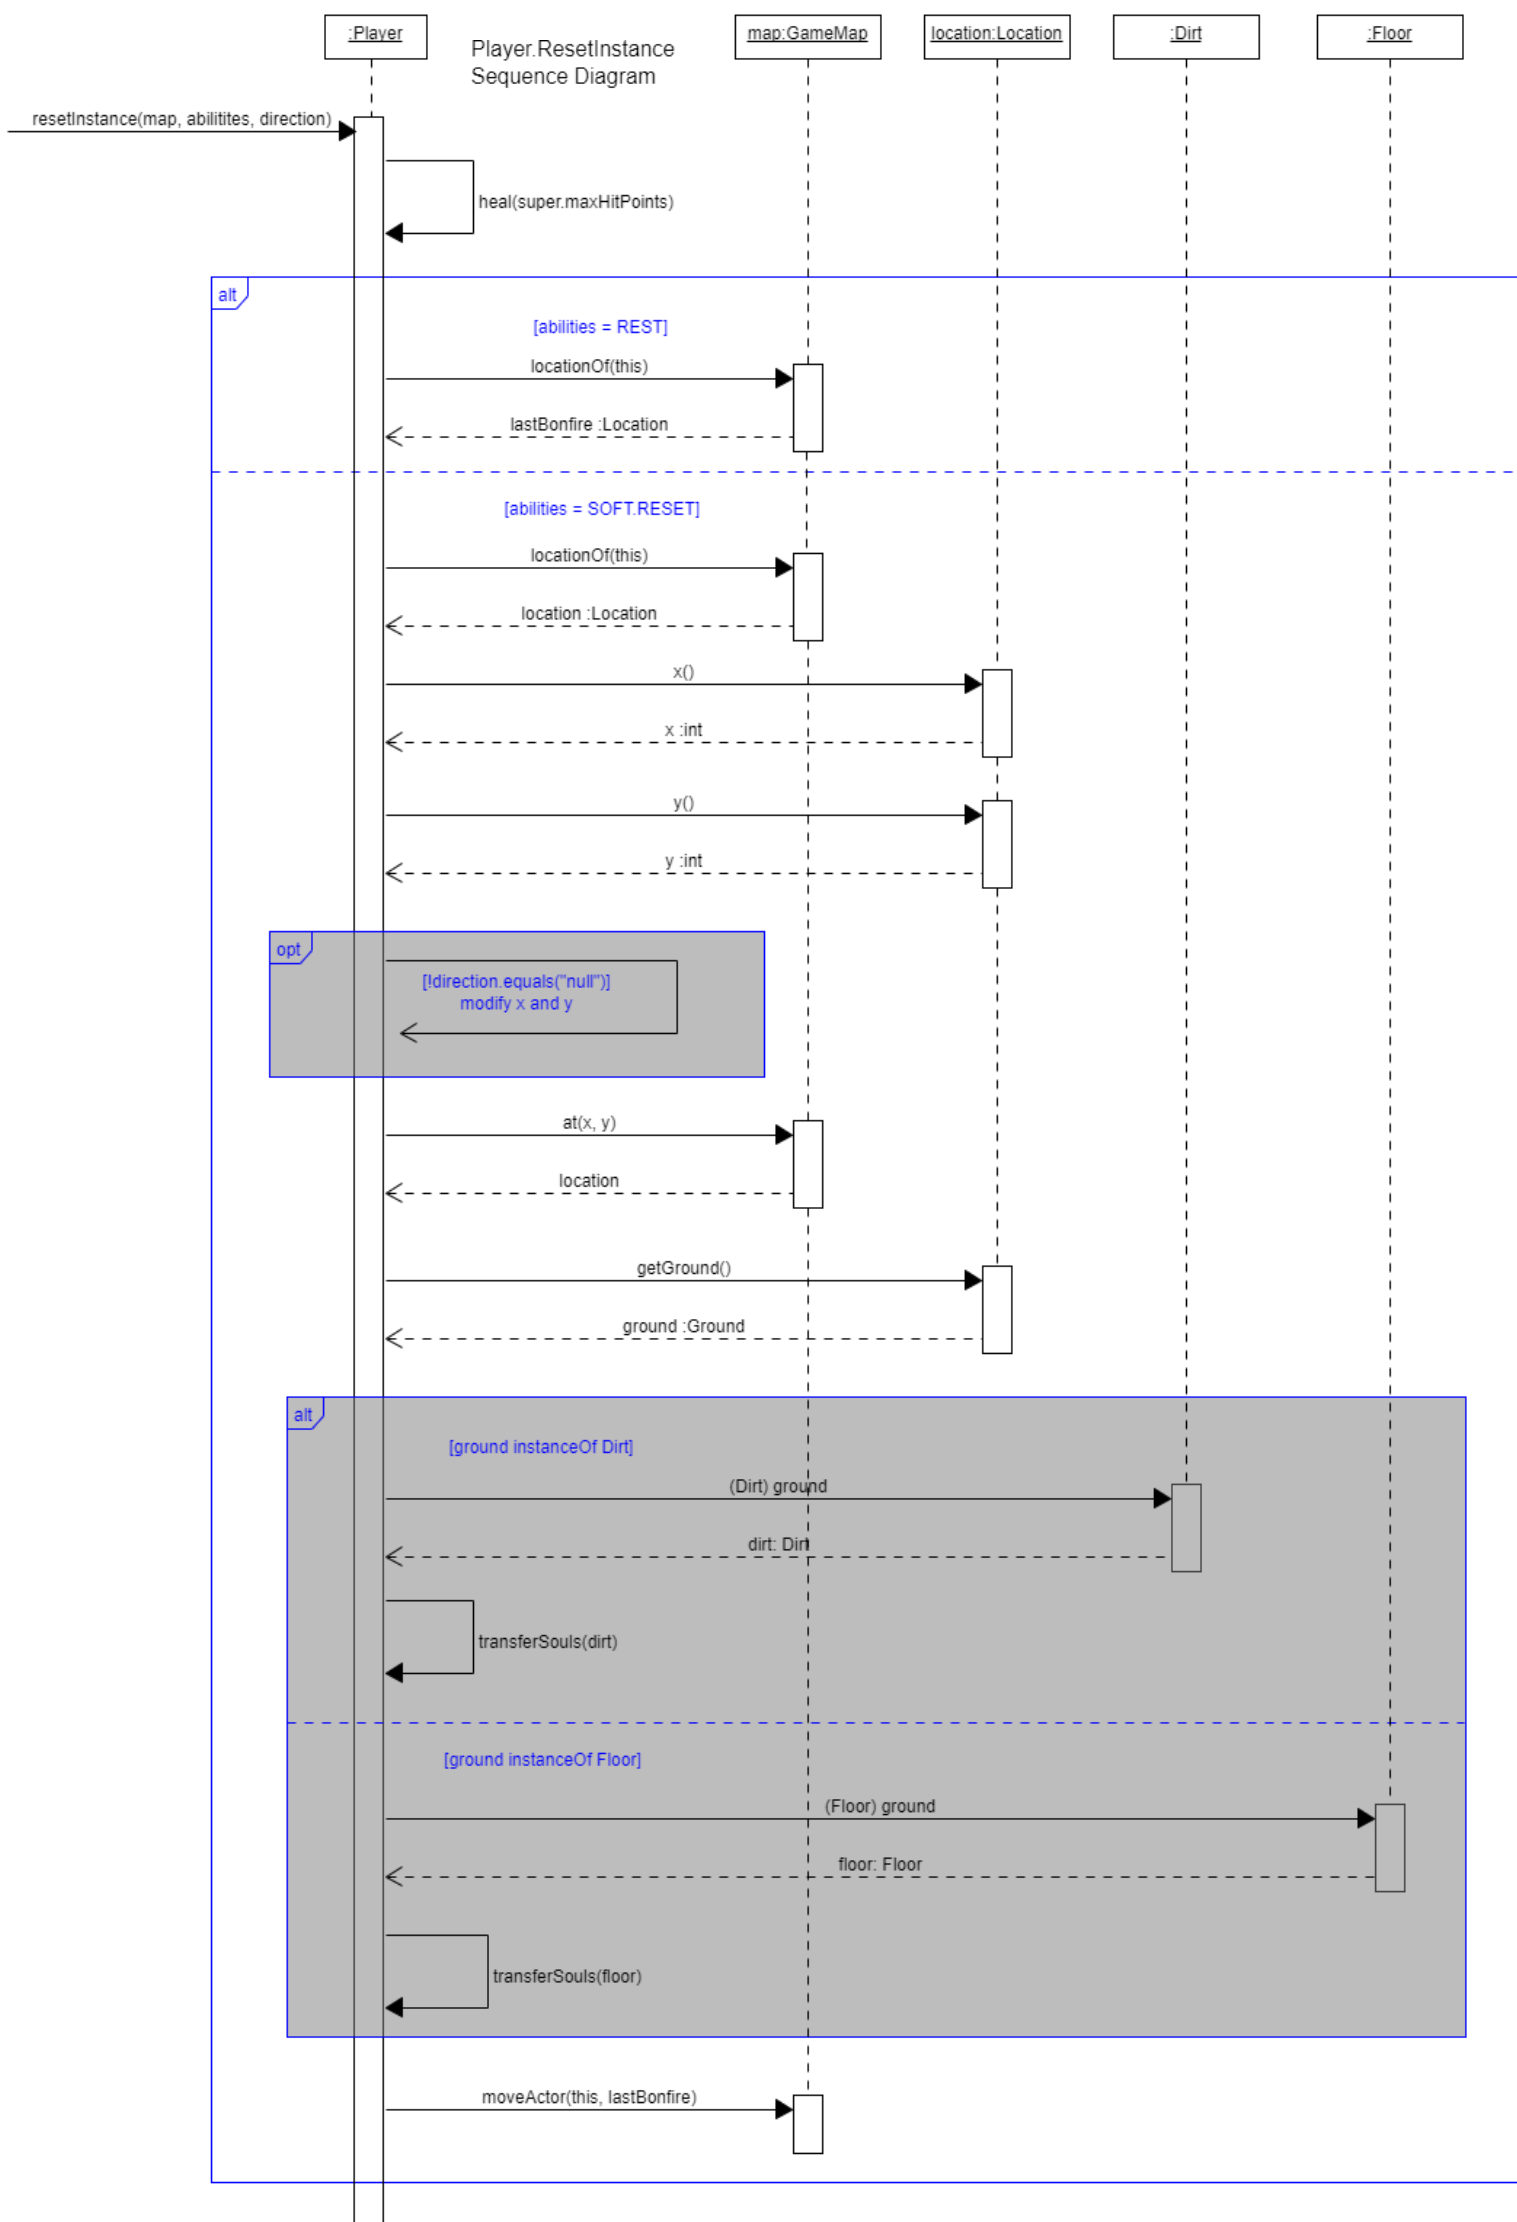 :Player
Player.ResetInstance
Sequence Diagram
map:GameMap
location:Location
:Dirt
:Floor
resetInstance(map, abilitites, direction)
heal(super.maxHitPoints)
alt
[abilities = REST]
locationOf(this)
lastBonfire :Location
[abilities = SOFT.RESET]
locationOf(this)
location :Location
x()
x :int
y()
y :int
opt
[!direction.equals("null")]
modify x and y
at(x, y)
location
getGround()
ground :Ground
alt
[ground instanceOf Dirt]
(Dirt) ground
dirt: Dirt
transferSouls(dirt)
[ground instanceOf Floor]
(Floor) ground
floor: Floor
transferSouls(floor)
moveActor(this, lastBonfire)